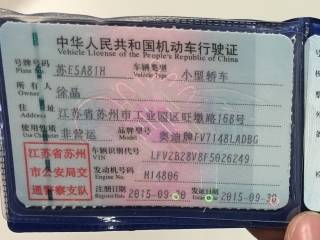 中华人民共和国机动车行驶证
Vehicle License of the People's Republic of China
号牌号码 苏E5A81H 车辆类型 小型轿车
Plate No. Vehicle Type
所有人 徐晶
Owner
住址 江苏省苏州市工业园区旺墩路168号
Address
使用性质 非营运 品牌型号 奥迪牌FV7148LADBG
Use Character Model
江苏省苏州
市公安局交
通警察支队
车辆识别代号 LFV2B28V8F5026249
VIN
发动机号码 H14806
Engine No.
注册日期 2015-09-30 发证日期 2015-09-30
Register Date Issue Date